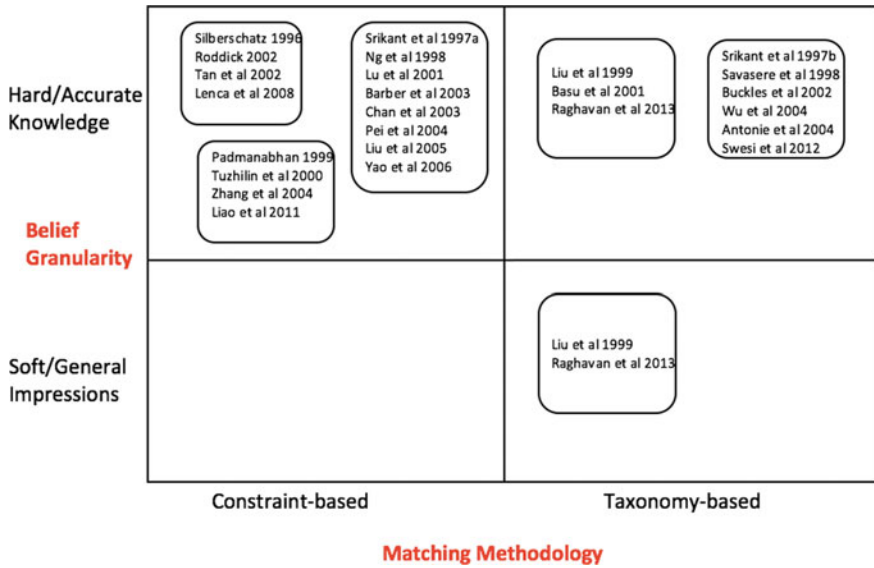 Hard/Accurate
Knowledge
Belief
Granularity
Soft/General
Impressions
Silberschatz 1996
Roddick 2002
Tan et al 2002
Lenca et al 2008
Padmanabhan 1999
Tuzhilin et al 2000
Zhang et al 2004
Liao et al 2011
Srikant et al 1997a
Ng et al 1998
Lu et al 2001
Barber et al 2003
Chan et al 2003
Pei et al 2004
Liu et al 2005
Yao et al 2006
Liu et al 1999
Basu et al 2001
Raghavan et al 2013
Srikant et al 1997b
Savasere et al 1998
Buckles et al 2002
Wu et al 2004
Antonie et al 2004
Swesi et al 2012
Liu et al 1999
Raghavan et al 2013
Constraint-based
Taxonomy-based
Matching Methodology